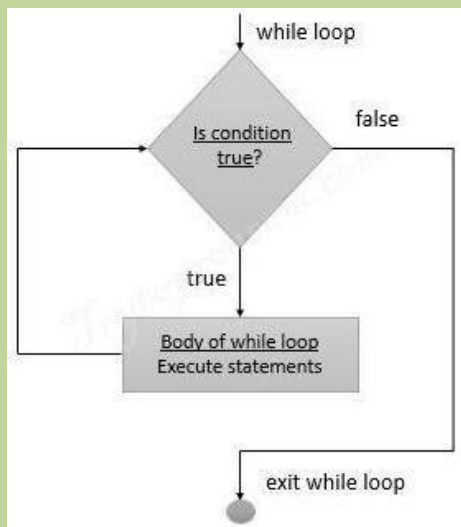 while loop
Is condition
true?
false
true
Body of while loop
Execute statements
exit while loop